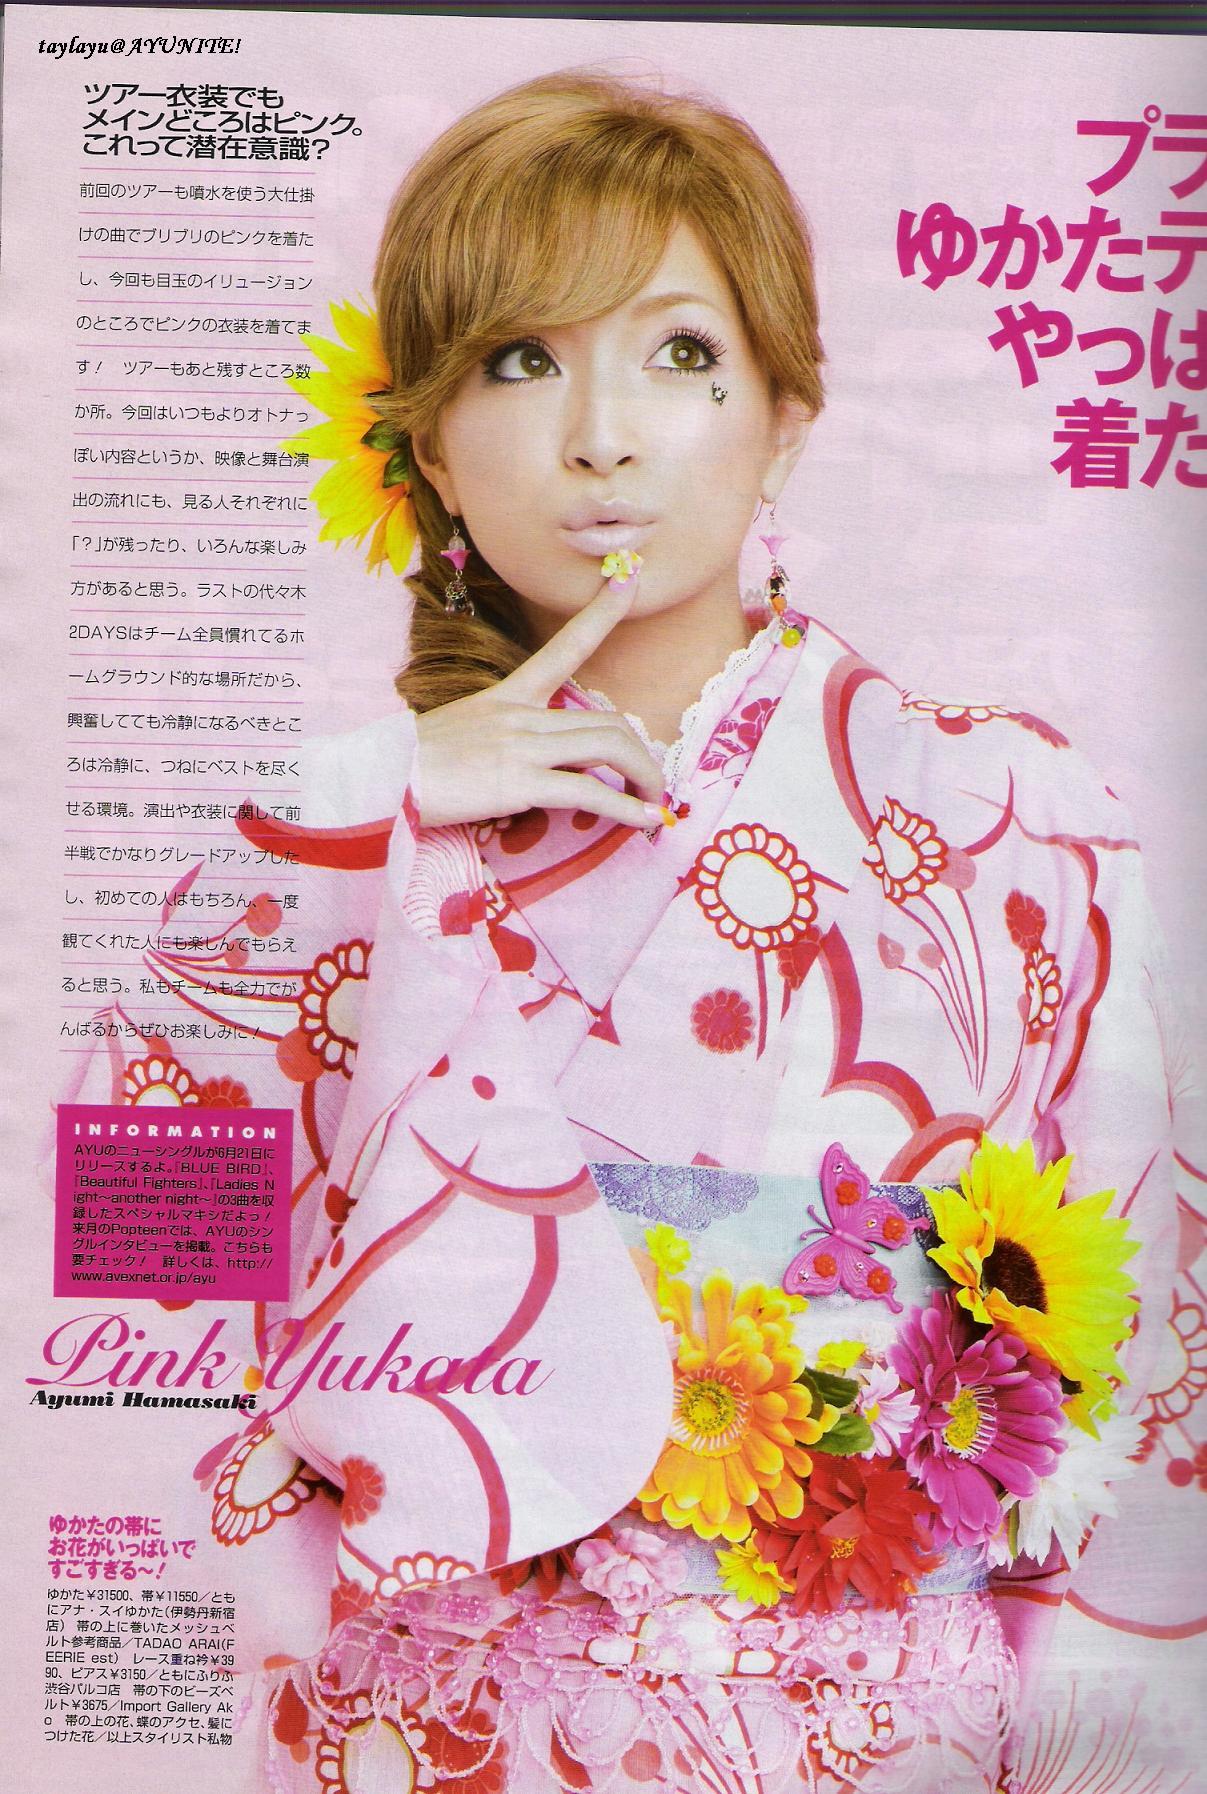 taylayu@AYUNITE!
ツアー衣装でも
メインどころはピンク。
これって潜在意識?
前回のツアーも噴水を使う大仕掛
けの曲でブリブリのピンクを着た
し、今回も目玉のイリュージョン
のところでピンクの衣装を着てま
す! ツアーもあと残すところ数
か所。今回はいつもよりオトナっ
ぽい内容というか、映像と舞台演
出の流れにも、見る人それぞれに
「?」が残ったり、いろんな楽しみ
方があると思う。ラストの代々木
2DAYSはチーム全員慣れてるホ
ームグラウンド的な場所だから、
興奮してても冷静になるべきとこ
ろは冷静に、つねにベストを尽く
せる環境。演出や衣装に関して前
半戦でかなりグレードアップした
し、初めての人はもちろん、一度
観てくれた人にも楽しんでもらえ
ると思う。私もチームも全力でが
んばるからぜひお楽しみに!
プラ
ゆかたデ
やっぱ
着た
INFORMATION
AYUのニューシングルが6月21日に
リリースするよ。『BLUE BIRD』、
『Beautiful Fighters』、『Ladies N
ight〜another night〜』の3曲を収
録したスペシャルマキシだよっ!
来月のPopteenでは、AYUのシン
グルインタビューを掲載。こちらも
要チェック! 詳しくは、http://
www.avexnet.or.jp/ayu
Pink Yukata
Ayumi Hamasaki
ゆかたの帯に
お花がいっぱいで
すごすぎる〜!
ゆかた¥31500、帯¥11550/とも
にアナ・スイゆかた(伊勢丹新宿
店) 帯の上に巻いたメッシュベ
ルト参考商品/TADAO ARAI(F
EERIE est) レース重ね衿¥39
90、ピアス¥3150/ともにふりふ
渋谷パルコ店 帯の下のビーズベ
ルト¥3675/Import Gallery Ak
o 帯の上の花、蝶のアクセ、髪に
つけた花/以上スタイリスト私物